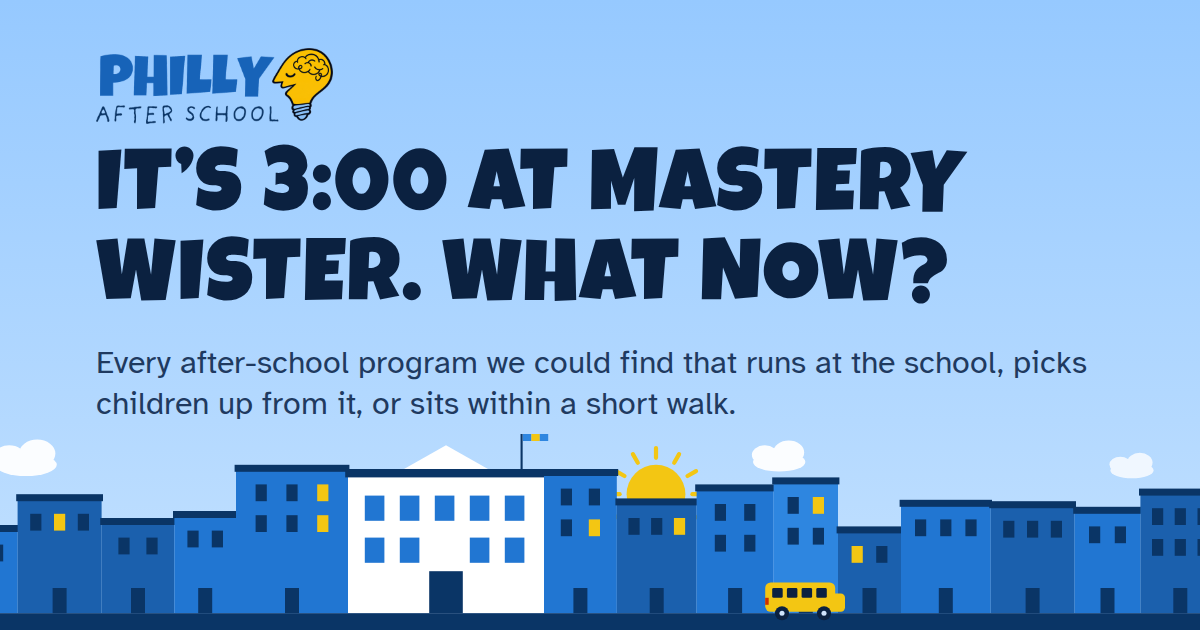 PHILLY
AFTER SCHOOL
IT’S 3:00 AT MASTERY
WISTER. WHAT NOW?
Every after-school program we could find that runs at the school, picks
children up from it, or sits within a short walk.